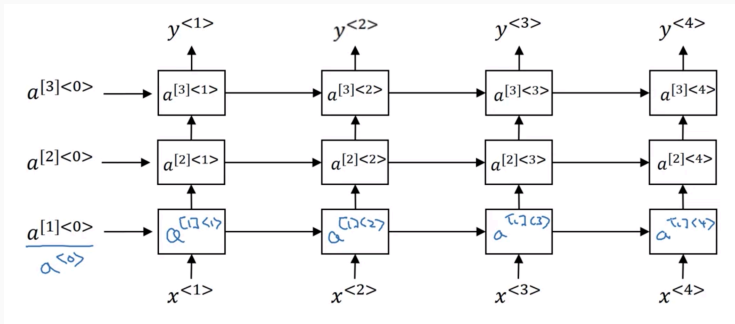 y<1> y<2> y<3> y<4>
a[3]<0> a[3]<1> a[3]<2> a[3]<3> a[3]<4>
a[2]<0> a[2]<1> a[2]<2> a[2]<3> a[2]<4>
a[1]<0> a[1]<1> a[1]<2> a[1]<3> a[1]<4>
a<0>
x<1> x<2> x<3> x<4>